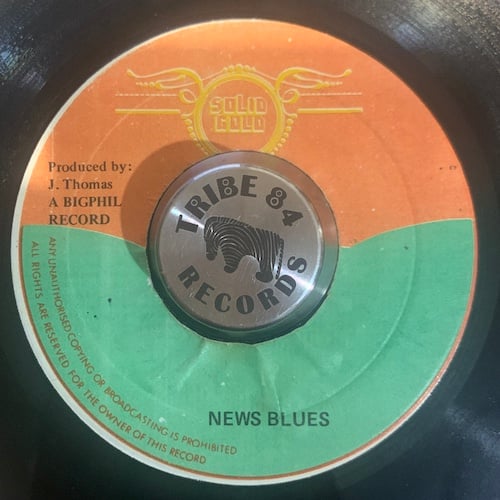 SOLID
GOLD
Produced by:
J. Thomas
A BIGPHIL
RECORD
TRIBE 84
RECORDS
ANY UNAUTHORISED COPYING OR BROADCASTING IS PROHIBITED
ALL RIGHTS ARE RESERVED FOR THE OWNER OF THIS RECORD
NEWS BLUES